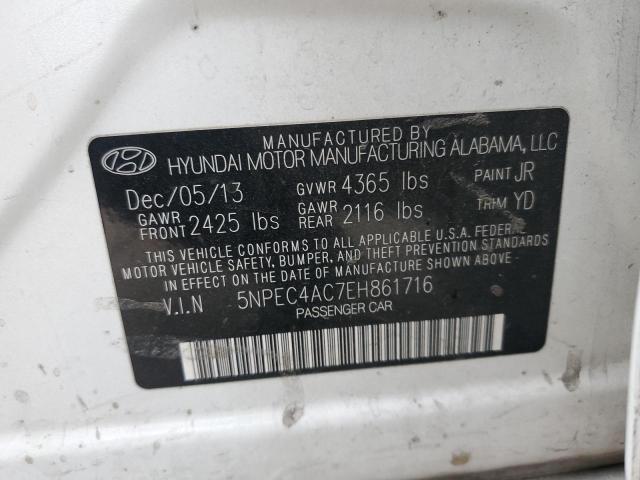 MANUFACTURED BY
HYUNDAI MOTOR MANUFACTURING ALABAMA, LLC
Dec/05/13 GVWR 4365 lbs PAINT JR
GAWR FRONT 2425 lbs GAWR REAR 2116 lbs TRIM YD
THIS VEHICLE CONFORMS TO ALL APPLICABLE U.S.A. FEDERAL
MOTOR VEHICLE SAFETY, BUMPER, AND THEFT PREVENTION STANDARDS
IN EFFECT ON THE DATE OF MANUFACTURE SHOWN ABOVE.
V.I.N 5NPEC4AC7EH861716
PASSENGER CAR